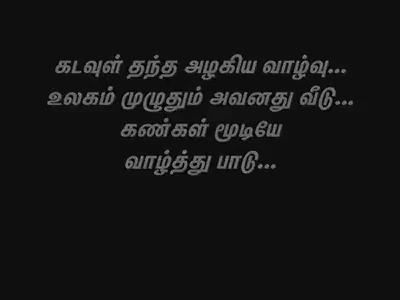 கடவுள் தந்த அழகிய வாழ்வு...
உலகம் முழுதும் அவனது வீடு...
கண்கள் மூடியே
வாழ்த்து பாடு...